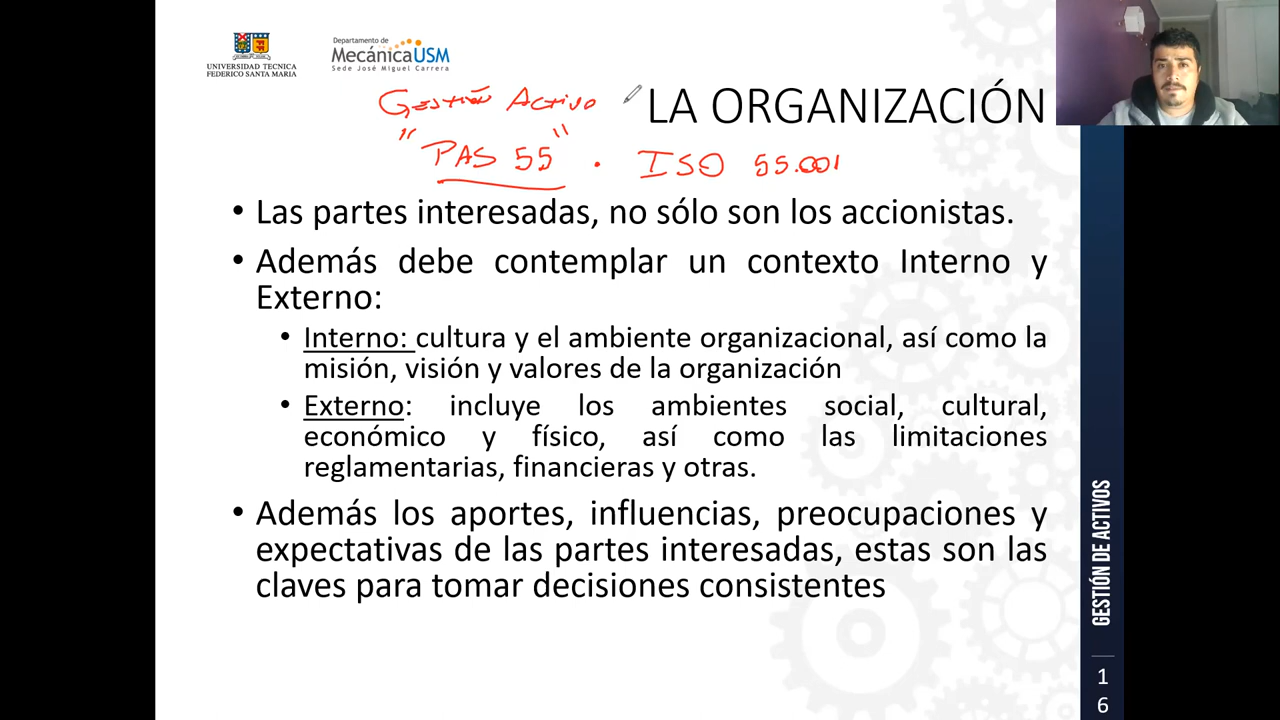 UNIVERSIDAD TECNICA
FEDERICO SANTA MARIA
Departamento de
MecánicaUSM
Sede José Miguel Carrera
Gestión Activo
LA ORGANIZACIÓN
"PAS 55" . ISO 55.001
• Las partes interesadas, no sólo son los accionistas.
• Además debe contemplar un contexto Interno y
Externo:
• Interno: cultura y el ambiente organizacional, así como la
misión, visión y valores de la organización
• Externo: incluye los ambientes social, cultural,
económico y físico, así como las limitaciones
reglamentarias, financieras y otras.
• Además los aportes, influencias, preocupaciones y
expectativas de las partes interesadas, estas son las
claves para tomar decisiones consistentes
GESTIÓN DE ACTIVOS
1
6